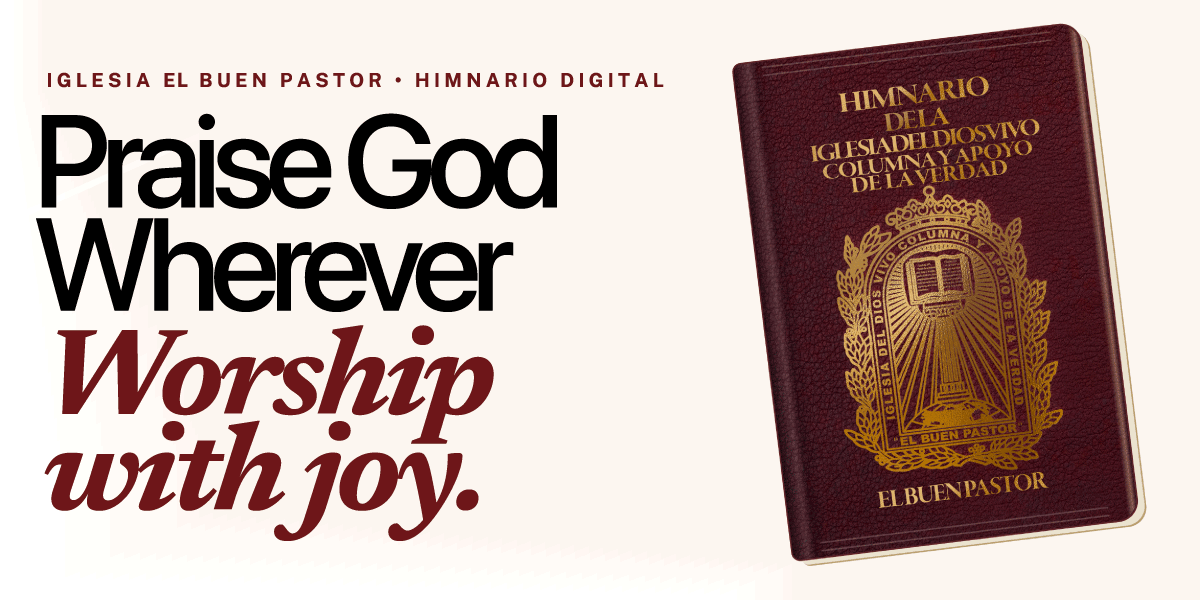 IGLESIA EL BUEN PASTOR • HIMNARIO DIGITAL
Praise God
Wherever
Worship
with joy.
HIMNARIO
DE LA
IGLESIA DEL DIOS VIVO
COLUMNA Y APOYO
DE LA VERDAD
IGLESIA DEL DIOS VIVO COLUMNA Y APOYO DE LA VERDAD
"EL BUEN PASTOR"
EL BUEN PASTOR